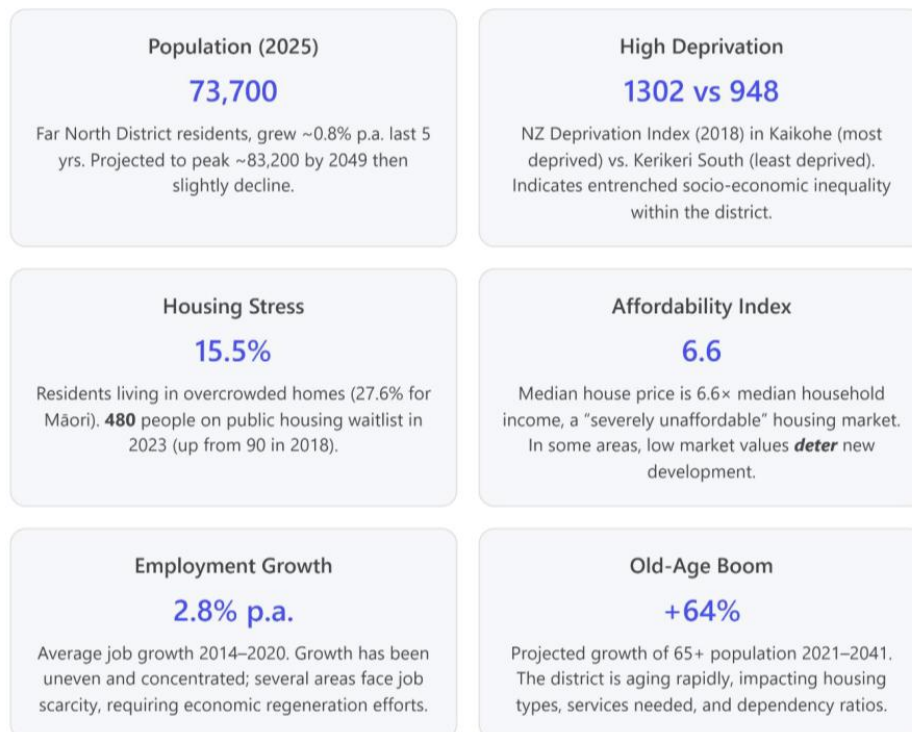 Population (2025)
73,700
Far North District residents, grew ~0.8% p.a. last 5
yrs. Projected to peak ~83,200 by 2049 then
slightly decline.
High Deprivation
1302 vs 948
NZ Deprivation Index (2018) in Kaikohe (most
deprived) vs. Kerikeri South (least deprived).
Indicates entrenched socio-economic inequality
within the district.
Housing Stress
15.5%
Residents living in overcrowded homes (27.6% for
Māori). 480 people on public housing waitlist in
2023 (up from 90 in 2018).
Affordability Index
6.6
Median house price is 6.6× median household
income, a “severely unaffordable” housing market.
In some areas, low market values deter new
development.
Employment Growth
2.8% p.a.
Average job growth 2014–2020. Growth has been
uneven and concentrated; several areas face job
scarcity, requiring economic regeneration efforts.
Old-Age Boom
+64%
Projected growth of 65+ population 2021–2041.
The district is aging rapidly, impacting housing
types, services needed, and dependency ratios.